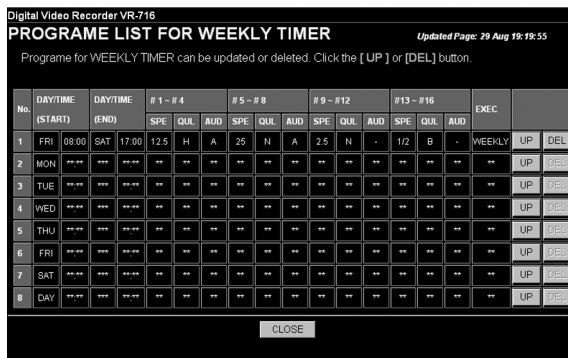 Digital Video Recorder VR-716
PROGRAME LIST FOR WEEKLY TIMER Updated Page: 29 Aug 19:19:55
Programe for WEEKLY TIMER can be updated or deleted. Click the [ UP ] or [DEL] button.
No. DAY/TIME (START) DAY/TIME (END) # 1 ~ # 4 # 5 ~ # 8 # 9 ~ #12 #13 ~ #16 EXEC
SPE QUL AUD SPE QUL AUD SPE QUL AUD SPE QUL AUD
1 FRI 08:00 SAT 17:00 12.5 H A 25 N A 2.5 N - 1/2 B - WEEKLY UP DEL
2 MON **:** *** **:** ** ** ** ** ** ** ** ** ** ** ** ** ** UP DEL
3 TUE **:** *** **:** ** ** ** ** ** ** ** ** ** ** ** ** ** UP DEL
4 WED **:** *** **:** ** ** ** ** ** ** ** ** ** ** ** ** ** UP DEL
5 THU **:** *** **:** ** ** ** ** ** ** ** ** ** ** ** ** ** UP DEL
6 FRI **:** *** **:** ** ** ** ** ** ** ** ** ** ** ** ** ** UP DEL
7 SAT **:** *** **:** ** ** ** ** ** ** ** ** ** ** ** ** ** UP DEL
8 DAY **:** *** **:** ** ** ** ** ** ** ** ** ** ** ** ** ** UP DEL
CLOSE